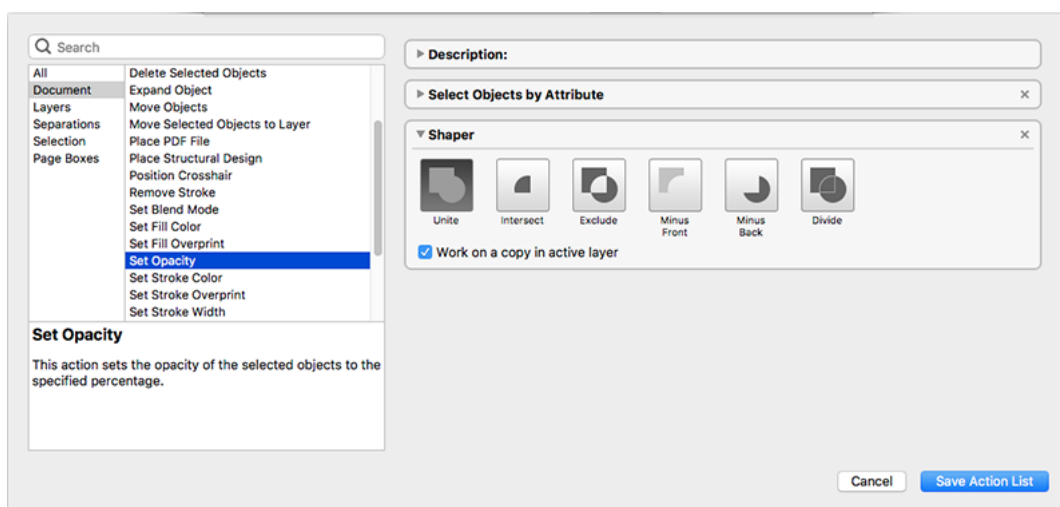 Search
All
Document
Layers
Separations
Selection
Page Boxes
Delete Selected Objects
Expand Object
Move Objects
Move Selected Objects to Layer
Place PDF File
Place Structural Design
Position Crosshair
Remove Stroke
Set Blend Mode
Set Fill Color
Set Fill Overprint
Set Opacity
Set Stroke Color
Set Stroke Overprint
Set Stroke Width
Set Opacity
This action sets the opacity of the selected objects to the
specified percentage.
Description:
Select Objects by Attribute
Shaper
Unite
Intersect
Exclude
Minus
Front
Minus
Back
Divide
Work on a copy in active layer
Cancel
Save Action List